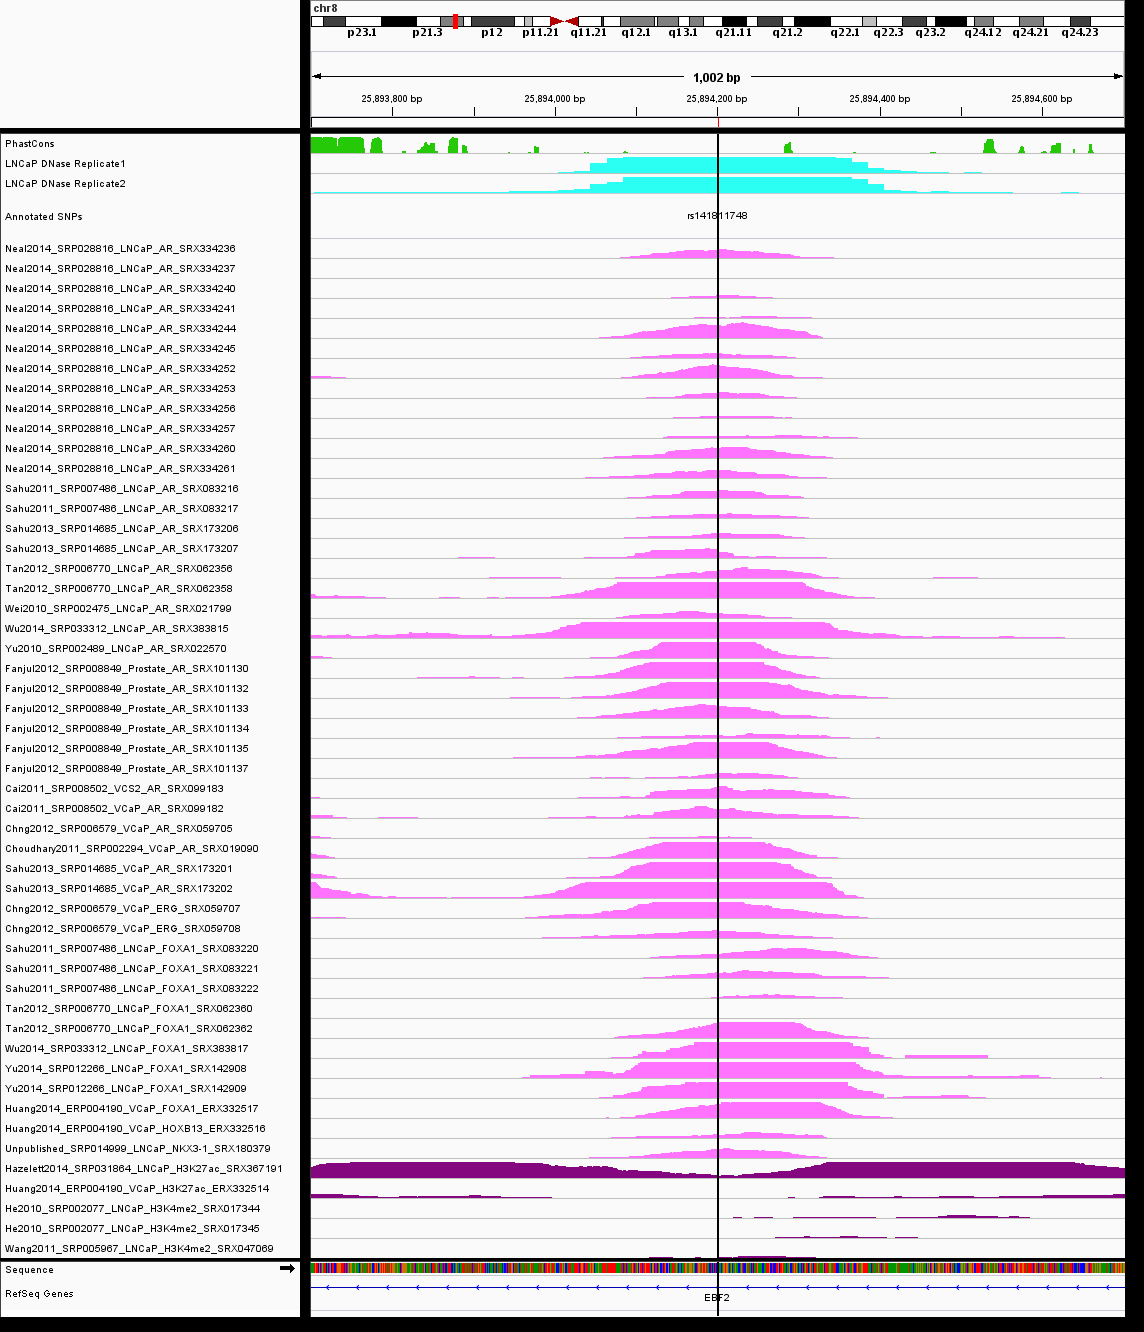 chr8
p23.1 p21.3 p12 p11.21 q11.21 q12.1 q13.1 q21.11 q21.2 q22.1 q22.3 q23.2 q24.12 q24.21 q24.23
1,002 bp
25,893,800 bp 25,894,000 bp 25,894,200 bp 25,894,400 bp 25,894,600 bp
PhastCons
LNCaP DNase Replicate1
LNCaP DNase Replicate2
Annotated SNPs rs141811748
Neal2014_SRP028816_LNCaP_AR_SRX334236
Neal2014_SRP028816_LNCaP_AR_SRX334237
Neal2014_SRP028816_LNCaP_AR_SRX334240
Neal2014_SRP028816_LNCaP_AR_SRX334241
Neal2014_SRP028816_LNCaP_AR_SRX334244
Neal2014_SRP028816_LNCaP_AR_SRX334245
Neal2014_SRP028816_LNCaP_AR_SRX334252
Neal2014_SRP028816_LNCaP_AR_SRX334253
Neal2014_SRP028816_LNCaP_AR_SRX334256
Neal2014_SRP028816_LNCaP_AR_SRX334257
Neal2014_SRP028816_LNCaP_AR_SRX334260
Neal2014_SRP028816_LNCaP_AR_SRX334261
Sahu2011_SRP007486_LNCaP_AR_SRX083216
Sahu2011_SRP007486_LNCaP_AR_SRX083217
Sahu2013_SRP014685_LNCaP_AR_SRX173206
Sahu2013_SRP014685_LNCaP_AR_SRX173207
Tan2012_SRP006770_LNCaP_AR_SRX062356
Tan2012_SRP006770_LNCaP_AR_SRX062358
Wei2010_SRP002475_LNCaP_AR_SRX021799
Wu2014_SRP033312_LNCaP_AR_SRX383815
Yu2010_SRP002489_LNCaP_AR_SRX022570
Fanjul2012_SRP008849_Prostate_AR_SRX101130
Fanjul2012_SRP008849_Prostate_AR_SRX101132
Fanjul2012_SRP008849_Prostate_AR_SRX101133
Fanjul2012_SRP008849_Prostate_AR_SRX101134
Fanjul2012_SRP008849_Prostate_AR_SRX101135
Fanjul2012_SRP008849_Prostate_AR_SRX101137
Cai2011_SRP008502_VCS2_AR_SRX099183
Cai2011_SRP008502_VCaP_AR_SRX099182
Chng2012_SRP006579_VCaP_AR_SRX059705
Choudhary2011_SRP002294_VCaP_AR_SRX019090
Sahu2013_SRP014685_VCaP_AR_SRX173201
Sahu2013_SRP014685_VCaP_AR_SRX173202
Chng2012_SRP006579_VCaP_ERG_SRX059707
Chng2012_SRP006579_VCaP_ERG_SRX059708
Sahu2011_SRP007486_LNCaP_FOXA1_SRX083220
Sahu2011_SRP007486_LNCaP_FOXA1_SRX083221
Sahu2011_SRP007486_LNCaP_FOXA1_SRX083222
Tan2012_SRP006770_LNCaP_FOXA1_SRX062360
Tan2012_SRP006770_LNCaP_FOXA1_SRX062362
Wu2014_SRP033312_LNCaP_FOXA1_SRX383817
Yu2014_SRP012266_LNCaP_FOXA1_SRX142908
Yu2014_SRP012266_LNCaP_FOXA1_SRX142909
Huang2014_ERP004190_VCaP_FOXA1_ERX332517
Huang2014_ERP004190_VCaP_HOXB13_ERX332516
Unpublished_SRP014999_LNCaP_NKX3-1_SRX180379
Hazelett2014_SRP031864_LNCaP_H3K27ac_SRX367191
Huang2014_ERP004190_VCaP_H3K27ac_ERX332514
He2010_SRP002077_LNCaP_H3K4me2_SRX017344
He2010_SRP002077_LNCaP_H3K4me2_SRX017345
Wang2011_SRP005967_LNCaP_H3K4me2_SRX047069
Sequence
RefSeq Genes EBF2